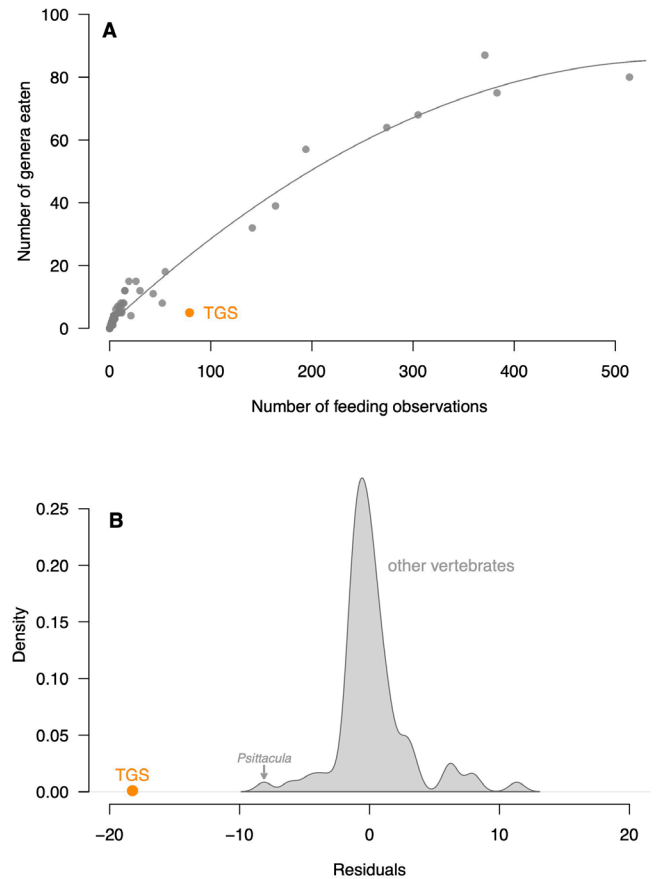 A
100
80
60
40
20
0
Number of genera eaten
TGS
0 100 200 300 400 500
Number of feeding observations
B
0.25
0.20
0.15
0.10
0.05
0.00
Density
other vertebrates
Psittacula
TGS
−20 −10 0 10 20
Residuals